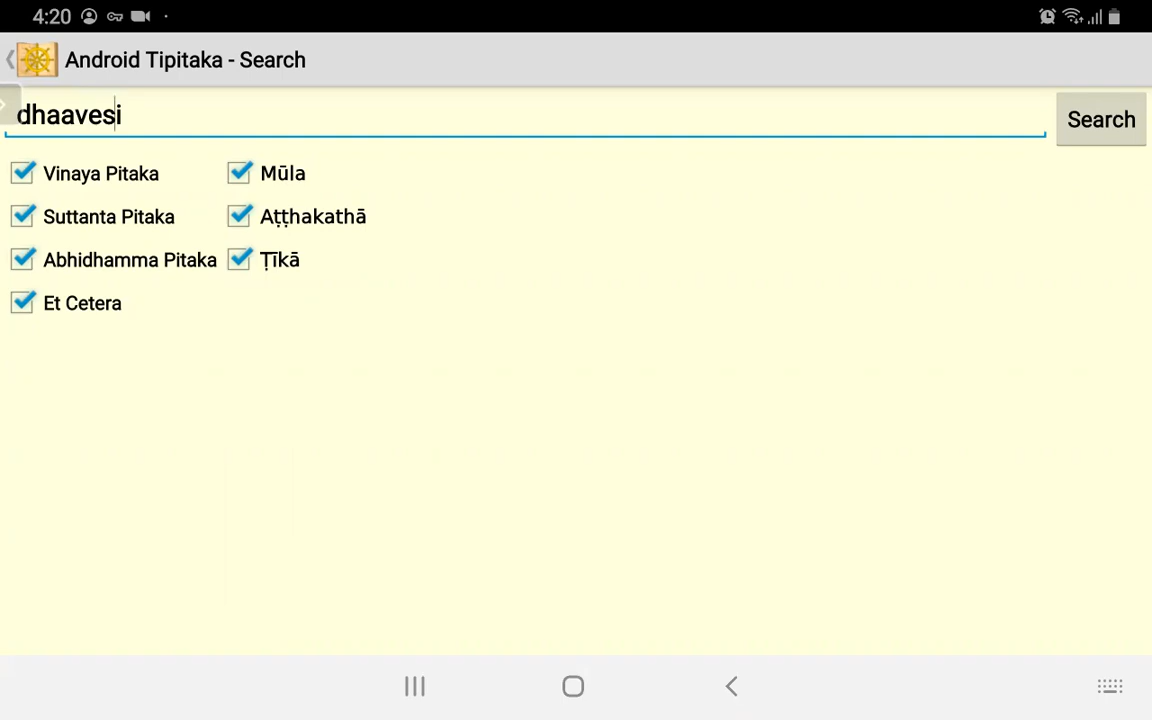 4:20
Android Tipitaka - Search
dhaavesi
Search
Vinaya Pitaka
Mūla
Suttanta Pitaka
Aṭṭhakathā
Abhidhamma Pitaka
Ṭīkā
Et Cetera